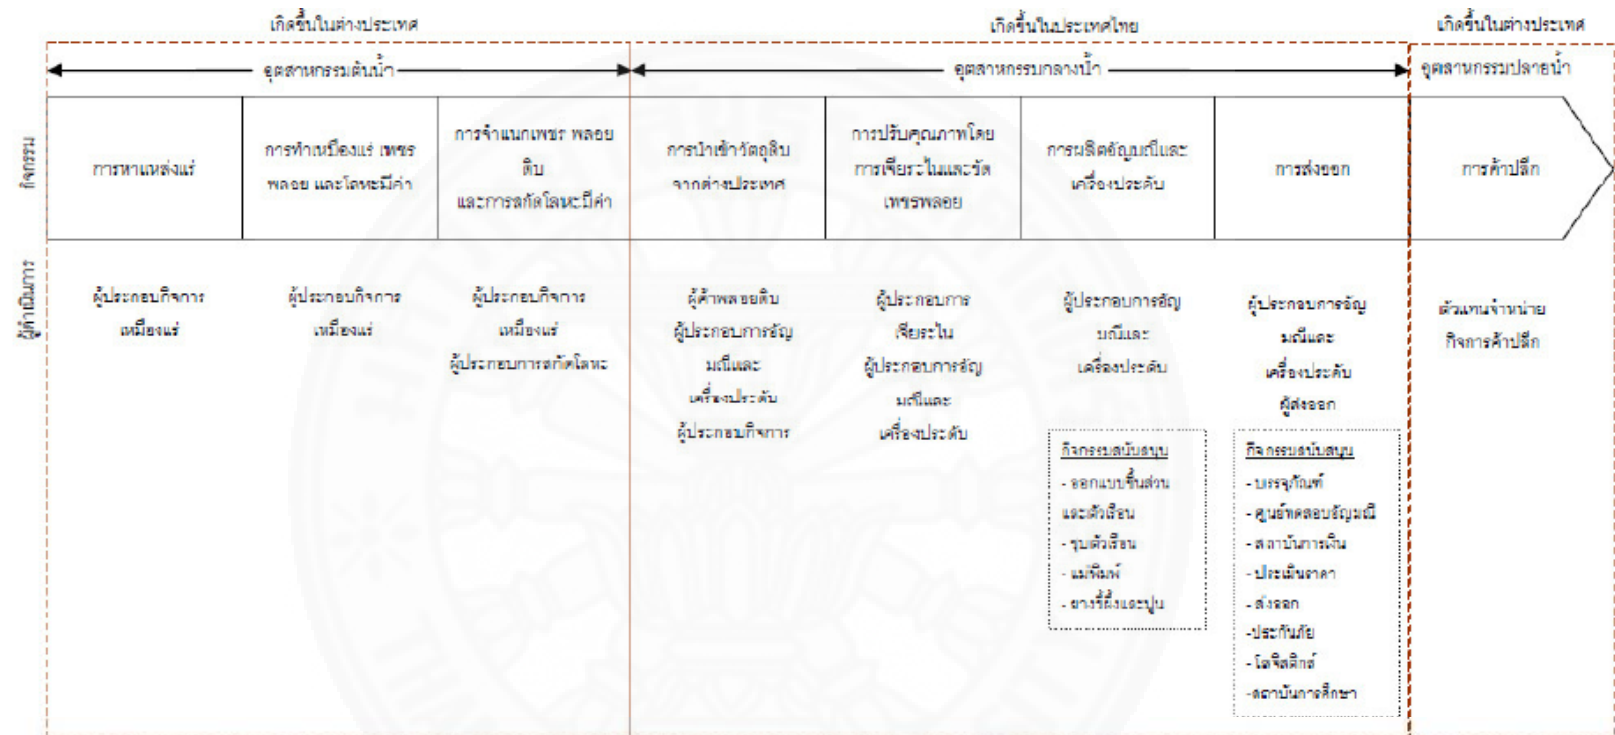 เกิดขึ้นในต่างประเทศ
เกิดขึ้นในประเทศไทย
เกิดขึ้นในต่างประเทศ
อุตสาหกรรมต้นน้ำ
อุตสาหกรรมกลางน้ำ
อุตสาหกรรมปลายน้ำ
กิจกรรม
การหาแหล่งแร่
การทำเหมืองแร่ เพชร
พลอย และโลหะมีค่า
การจำแนกเพชร พลอย
ดิบ
และการสกัดโลหะมีค่า
การนำเข้าวัตถุดิบ
จากต่างประเทศ
การปรับคุณภาพโดย
การเจียระไนและขัด
เพชรพลอย
การผลิตอัญมณีและ
เครื่องประดับ
การส่งออก
การค้าปลีก
ผู้ดำเนินการ
ผู้ประกอบกิจการ
เหมืองแร่
ผู้ประกอบกิจการ
เหมืองแร่
ผู้ประกอบกิจการ
เหมืองแร่
ผู้ประกอบการสกัดโลหะ
ผู้ค้าพลอยดิบ
ผู้ประกอบการอัญ
มณีและ
เครื่องประดับ
ผู้ประกอบกิจการ
ผู้ประกอบการ
เจียระไน
ผู้ประกอบการอัญ
มณีและ
เครื่องประดับ
ผู้ประกอบการอัญ
มณีและ
เครื่องประดับ
กิจกรรมสนับสนุน
- ออกแบบชิ้นส่วน
และตัวเรือน
- ชุบตัวเรือน
- แม่พิมพ์
- ยางขี้ผึ้งและปูน
ผู้ประกอบการอัญ
มณีและ
เครื่องประดับ
ผู้ส่งออก
กิจกรรมสนับสนุน
- บรรจุภัณฑ์
- ศูนย์ทดสอบอัญมณี
- สถาบันการเงิน
- ประเมินราคา
- ส่งออก
-ประกันภัย
- โลจิสติกส์
-สถาบันการศึกษา
ตัวแทนจำหน่าย
กิจการค้าปลีก